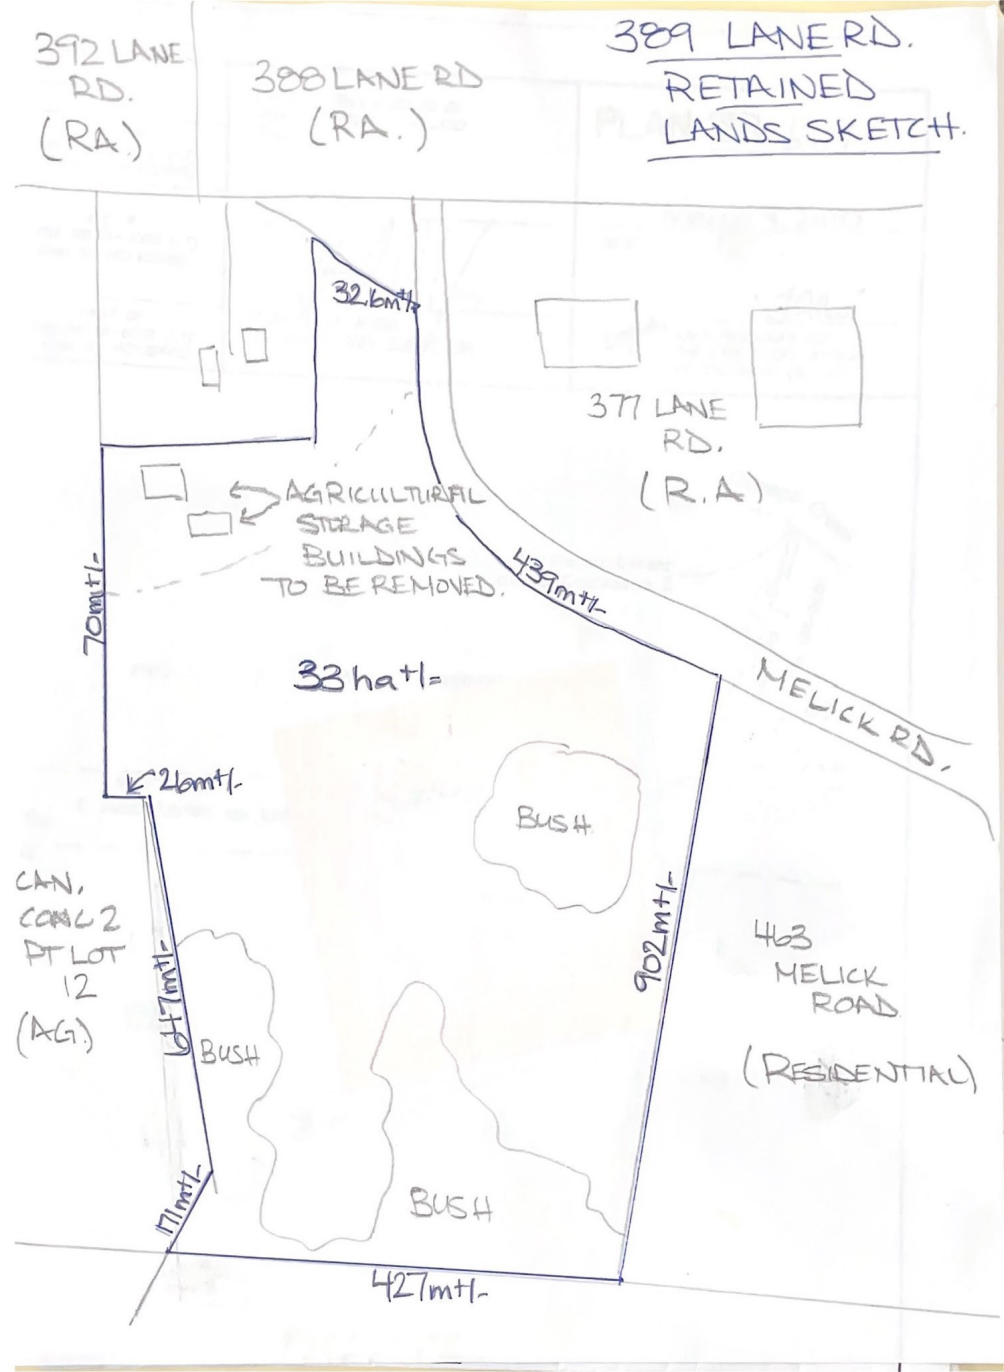 389 LANE RD.
RETAINED
LANDS SKETCH.
392 LANE
RD.
(RA.)
388 LANE RD
(RA.)
32.6m+/-
377 LANE
RD.
(R.A)
AGRICULTURAL
STORAGE
BUILDINGS
TO BE REMOVED.
70m+/-
439m+/-
33 ha +/-
MELICK RD.
26m+/-
BUSH
CAN,
CONC 2
PT LOT
12
(AG.)
647m+/-
BUSH
902m+/-
463
MELICK
ROAD
(RESIDENTIAL)
171m+/-
BUSH
427m+/-